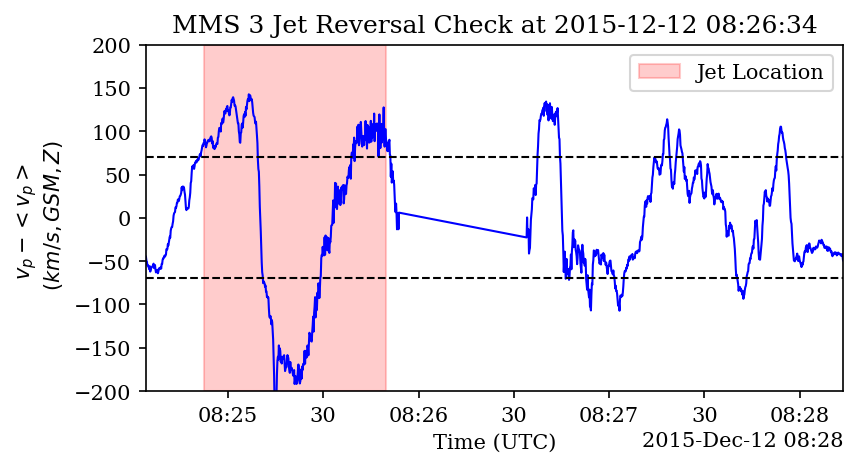 MMS 3 Jet Reversal Check at 2015-12-12 08:26:34
Jet Location
200
150
100
50
0
−50
−100
−150
−200
v_p − < v_p >
(km/s, GSM, Z)
08:25
30
08:26
30
08:27
30
08:28
Time (UTC)
2015-Dec-12 08:28